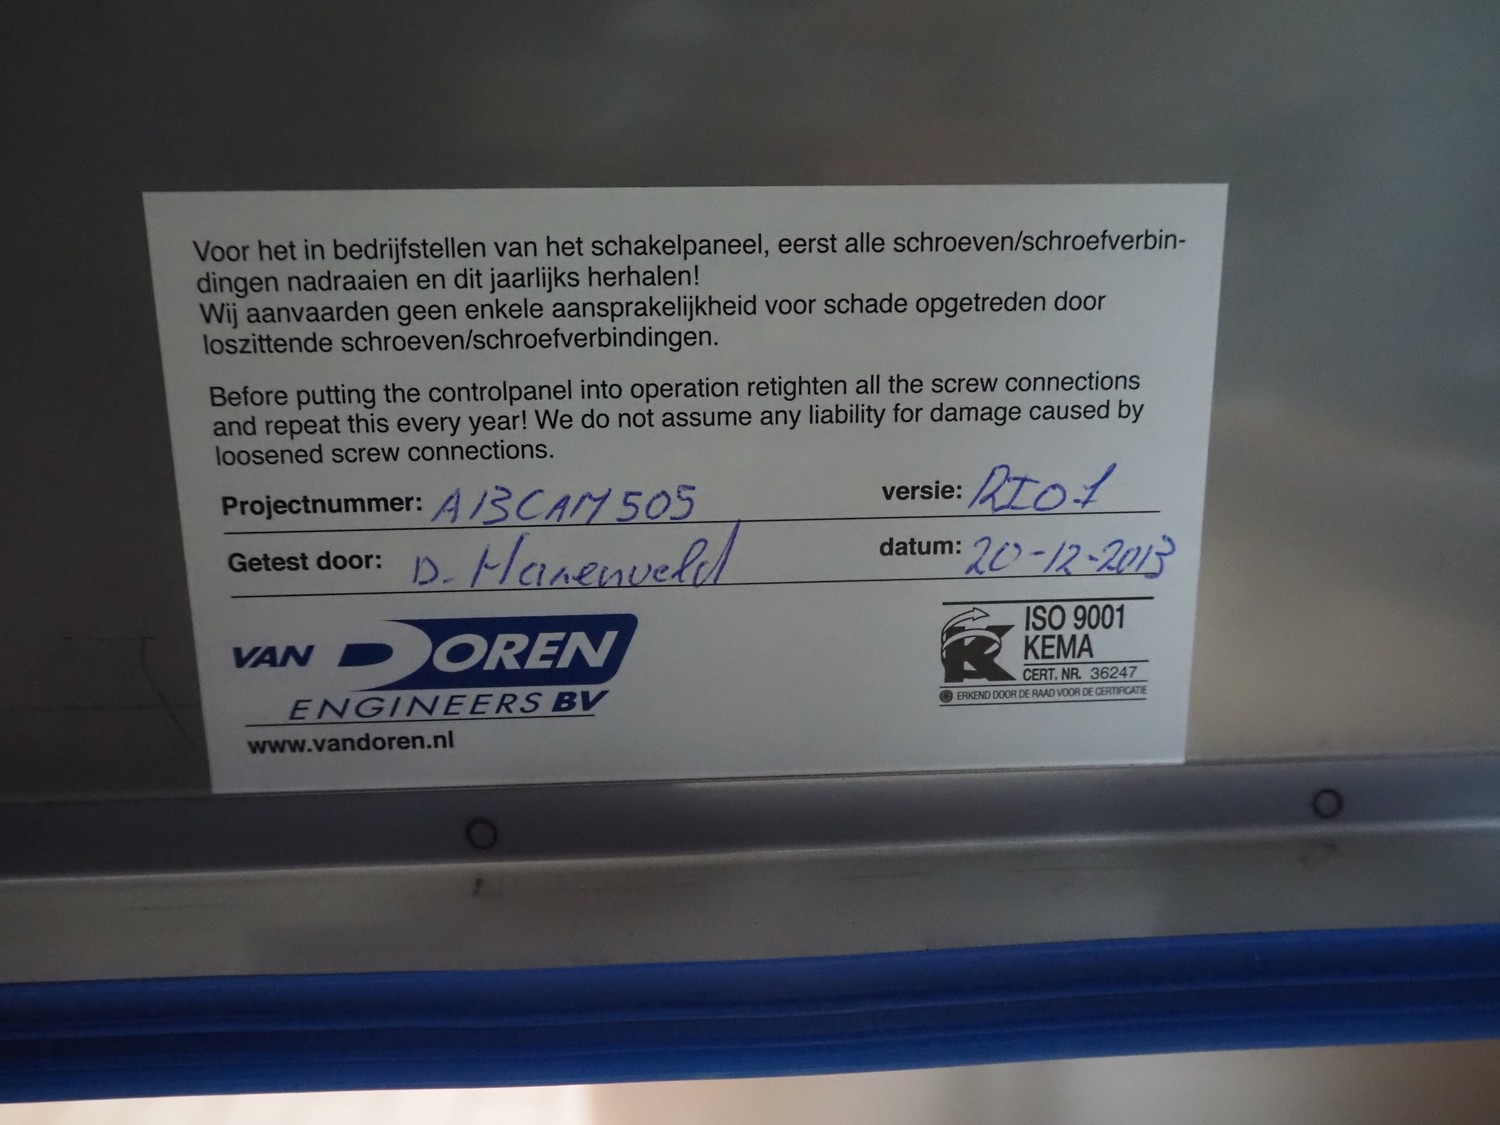 Voor het in bedrijfstellen van het schakelpaneel, eerst alle schroeven/schroefverbin-
dingen nadraaien en dit jaarlijks herhalen!
Wij aanvaarden geen enkele aansprakelijkheid voor schade opgetreden door
loszittende schroeven/schroefverbindingen.
Before putting the controlpanel into operation retighten all the screw connections
and repeat this every year! We do not assume any liability for damage caused by
loosened screw connections.
Projectnummer: A13CAM505 versie: RIO1
Getest door: D. datum: 20-12-2013
VAN DOREN
ENGINEERS BV
www.vandoren.nl
ISO 9001
KEMA
CERT. NR. 36247
ERKEND DOOR DE RAAD VOOR DE CERTIFICATIE